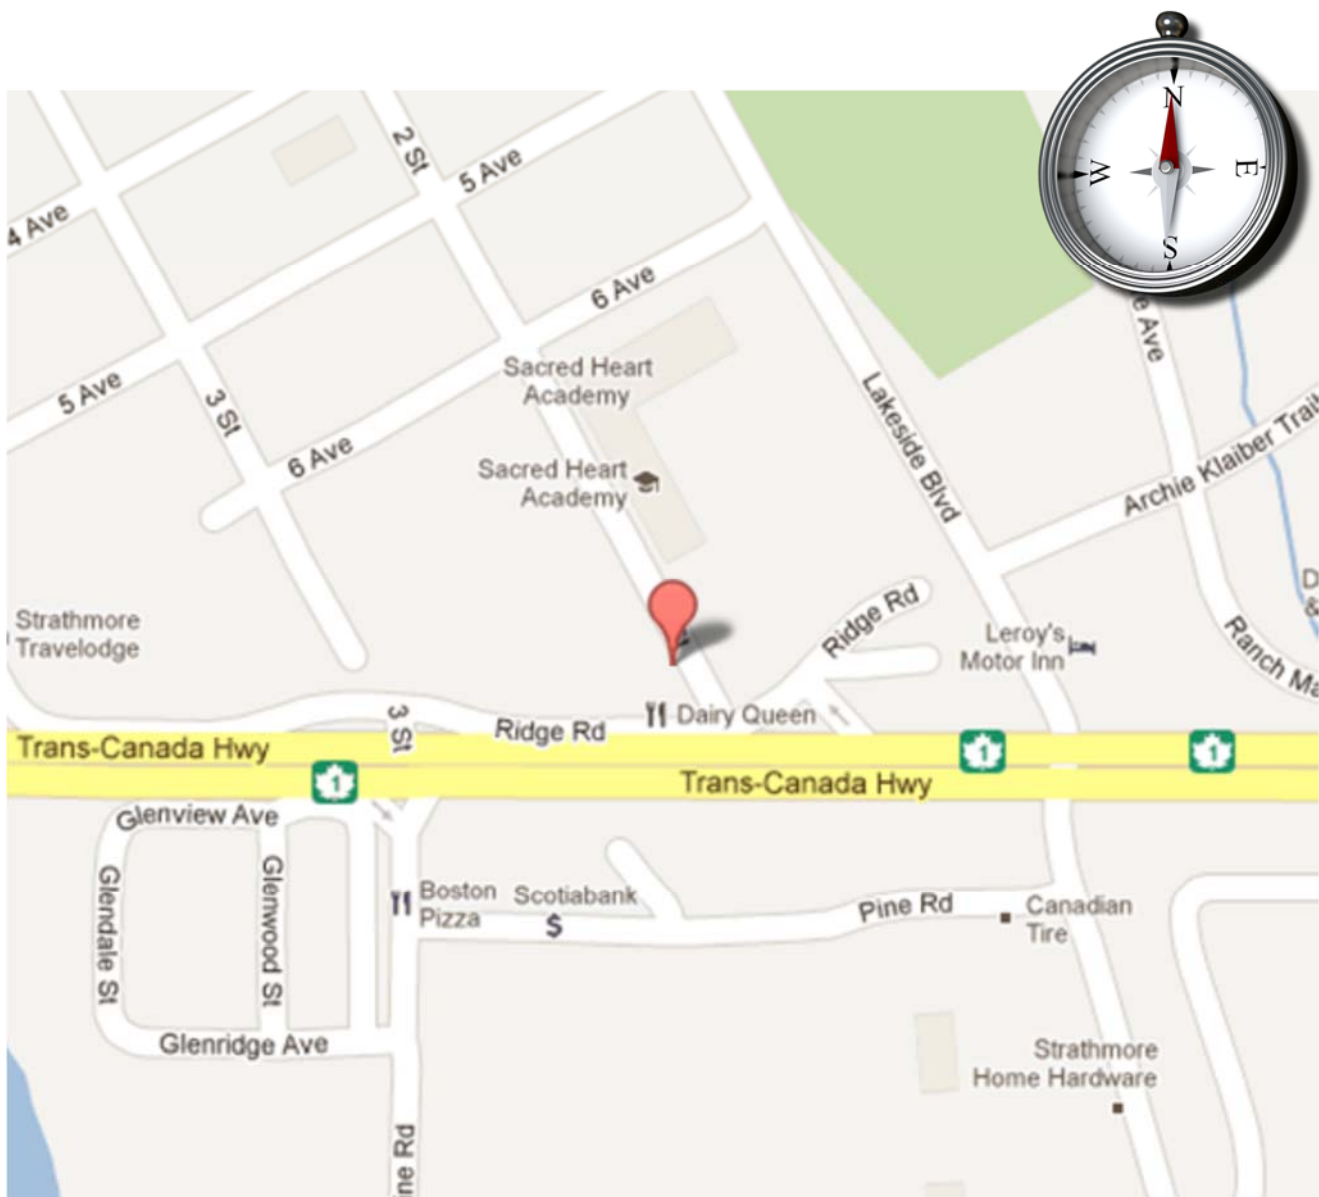 N
W
E
S
2 St
5 Ave
4 Ave
6 Ave
e Ave
Sacred Heart
Academy
5 Ave
3 St
Lakeside Blvd
Archie Klaiber Trail
6 Ave
Sacred Heart
Academy
Ridge Rd
Strathmore
Travelodge
Leroy's
Motor Inn
D
&
Ranch Ma
3 St
Ridge Rd
Dairy Queen
Trans-Canada Hwy
1
1
1
Trans-Canada Hwy
Glenview Ave
Glendale St
Glenwood St
Boston
Pizza
Scotiabank
$
Pine Rd
Canadian
Tire
Glenridge Ave
Strathmore
Home Hardware
ine Rd